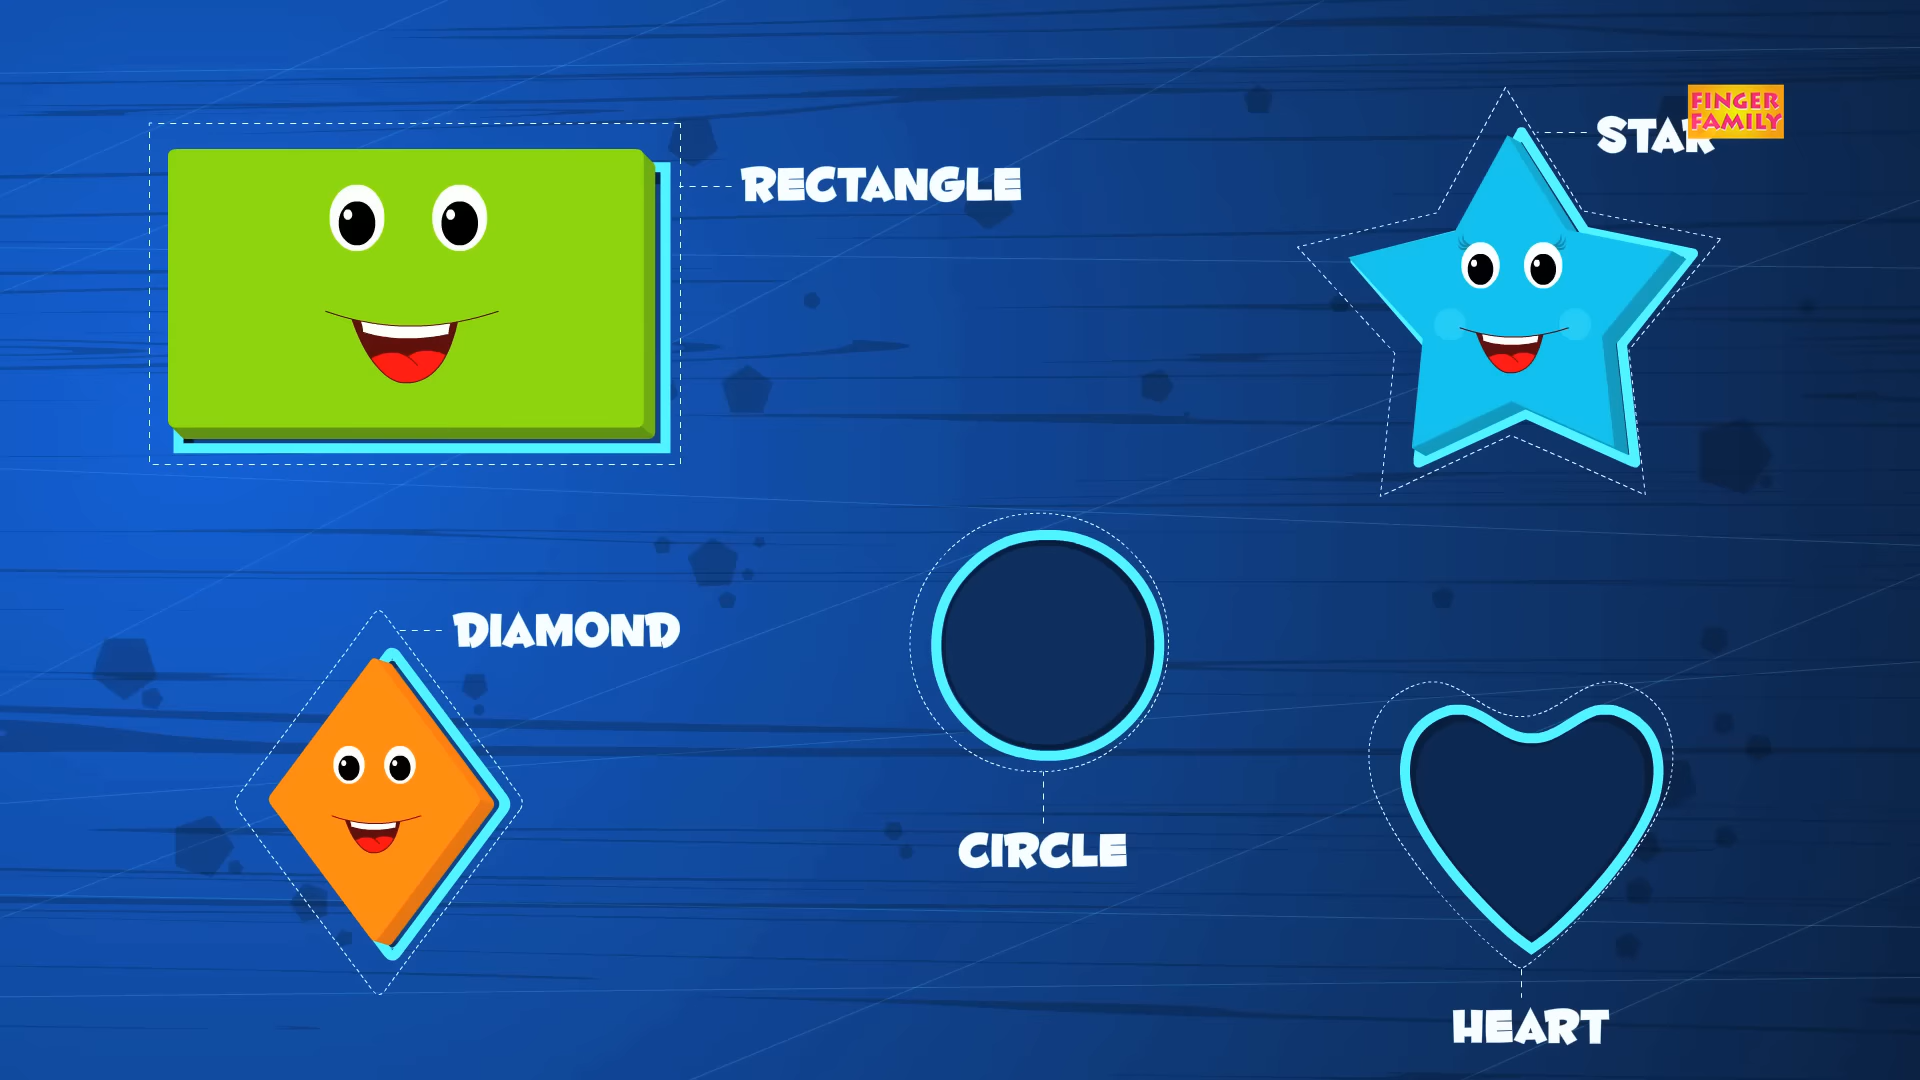 STAR
FINGER
FAMILY
RECTANGLE
DIAMOND
CIRCLE
HEART